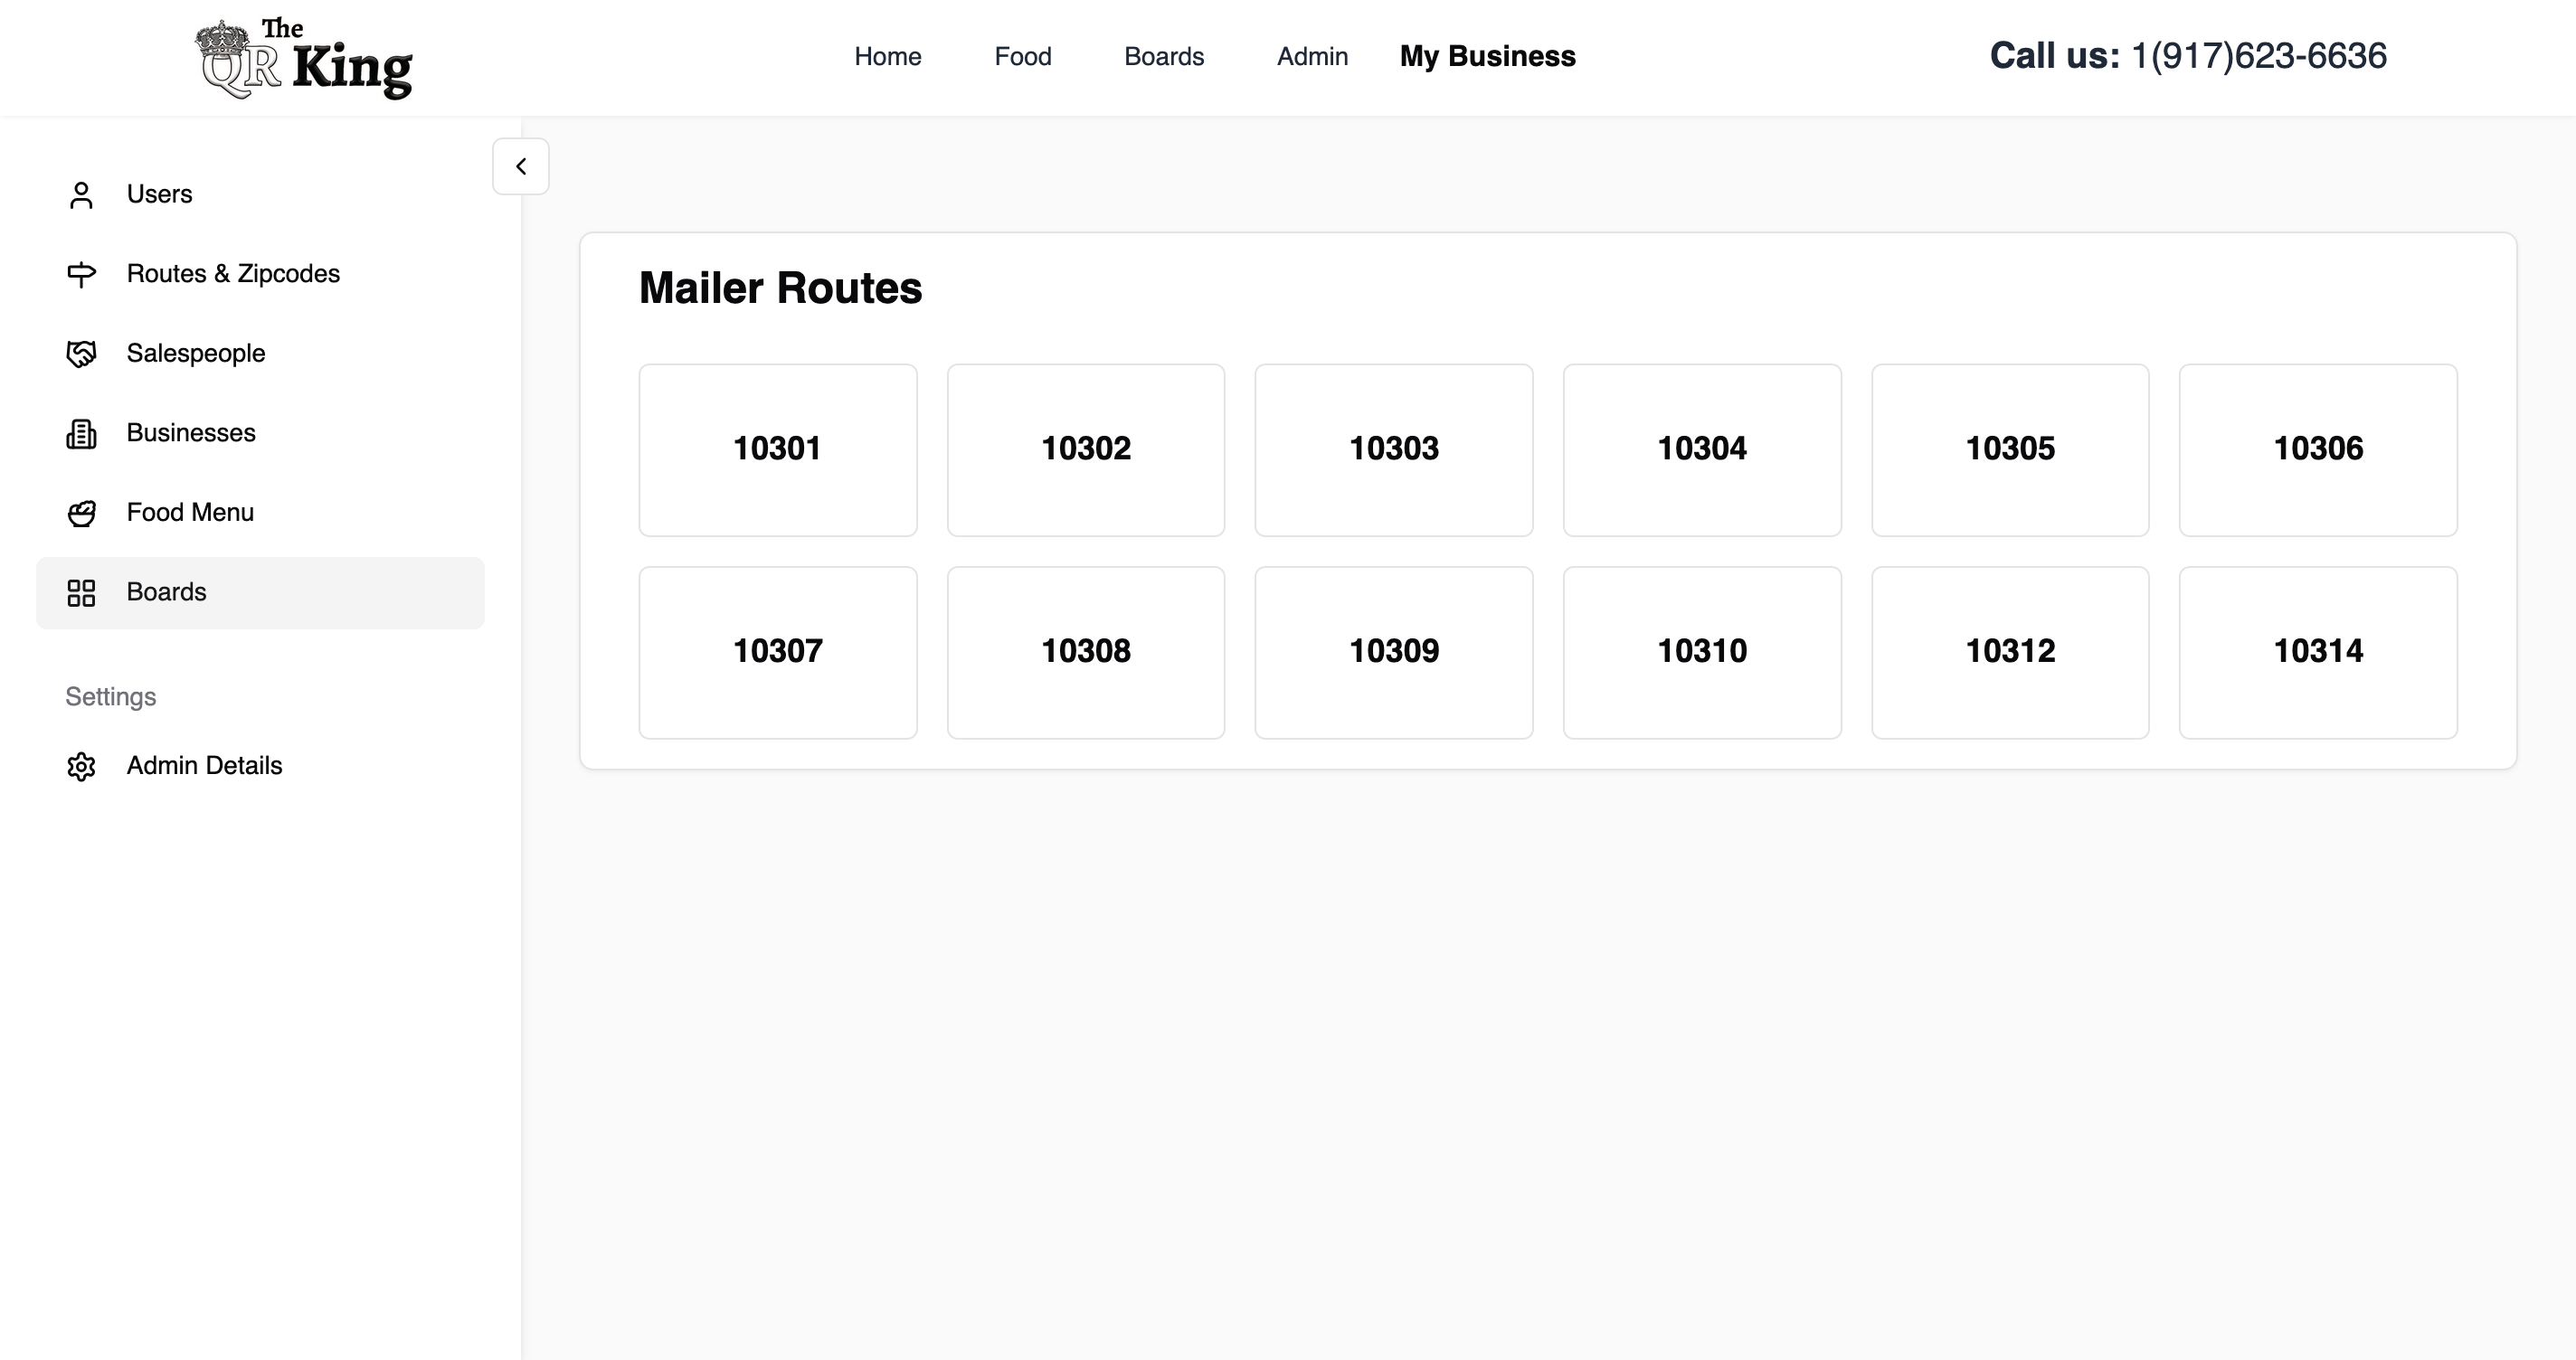 The
QR King
Home
Food
Boards
Admin
My Business
Call us: 1(917)623-6636
Users
Routes & Zipcodes
Salespeople
Businesses
Food Menu
Boards
Settings
Admin Details
Mailer Routes
10301
10302
10303
10304
10305
10306
10307
10308
10309
10310
10312
10314